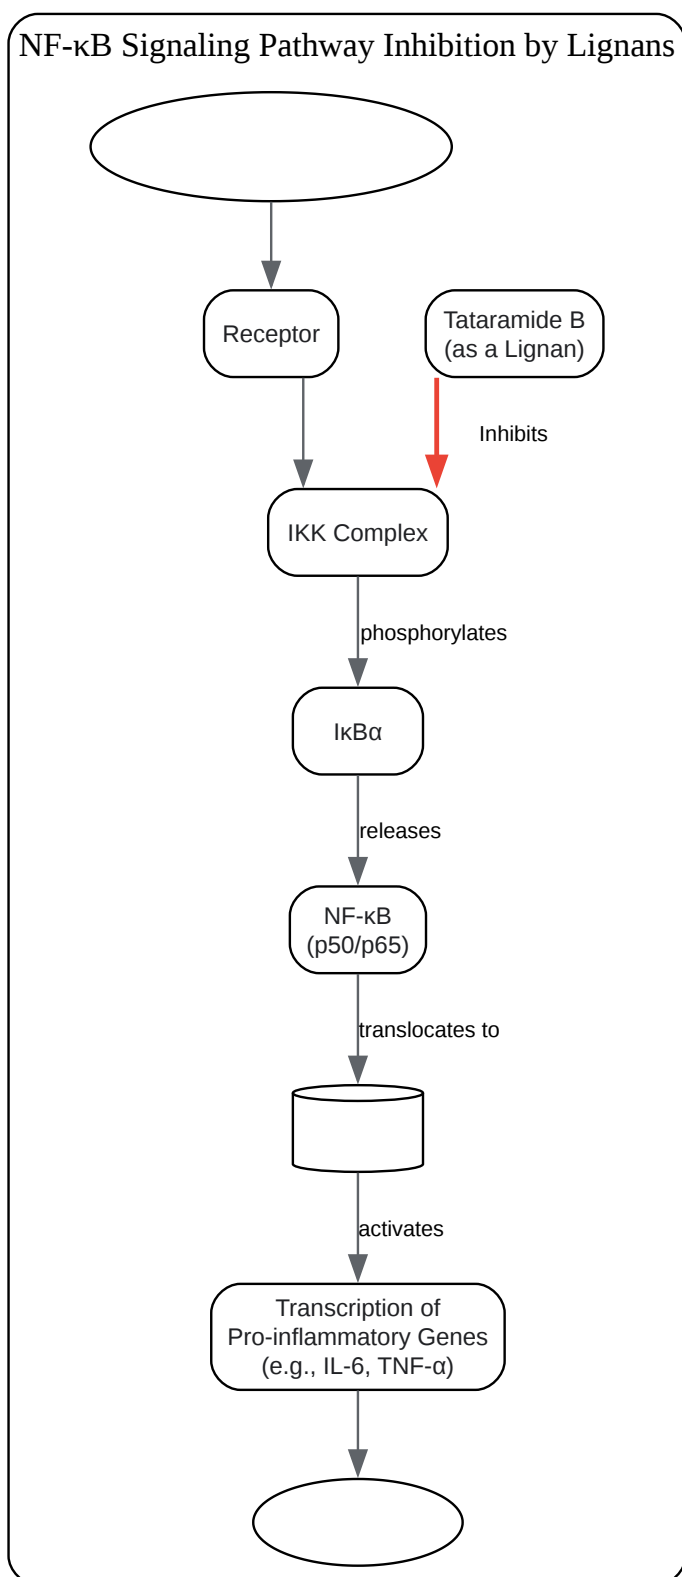 NF-κB Signaling Pathway Inhibition by Lignans
Receptor
Tataramide B
(as a Lignan)
Inhibits
IKK Complex
phosphorylates
IκBα
releases
NF-κB
(p50/p65)
translocates to
activates
Transcription of
Pro-inflammatory Genes
(e.g., IL-6, TNF-α)